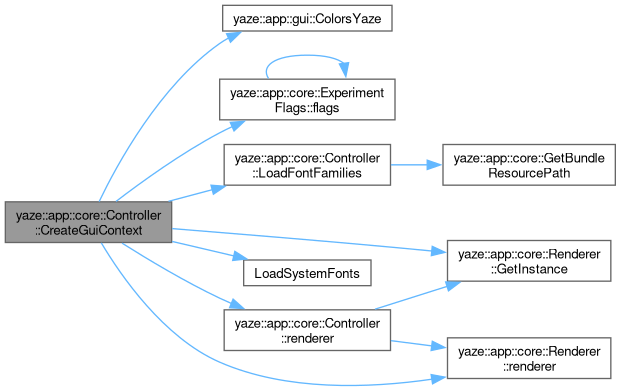 yaze::app::gui::ColorsYaze
yaze::app::core::Experiment
Flags::flags
yaze::app::core::Controller
::LoadFontFamilies
yaze::app::core::GetBundle
ResourcePath
yaze::app::core::Controller
::CreateGuiContext
yaze::app::core::Renderer
::GetInstance
LoadSystemFonts
yaze::app::core::Controller
::renderer
yaze::app::core::Renderer
::renderer